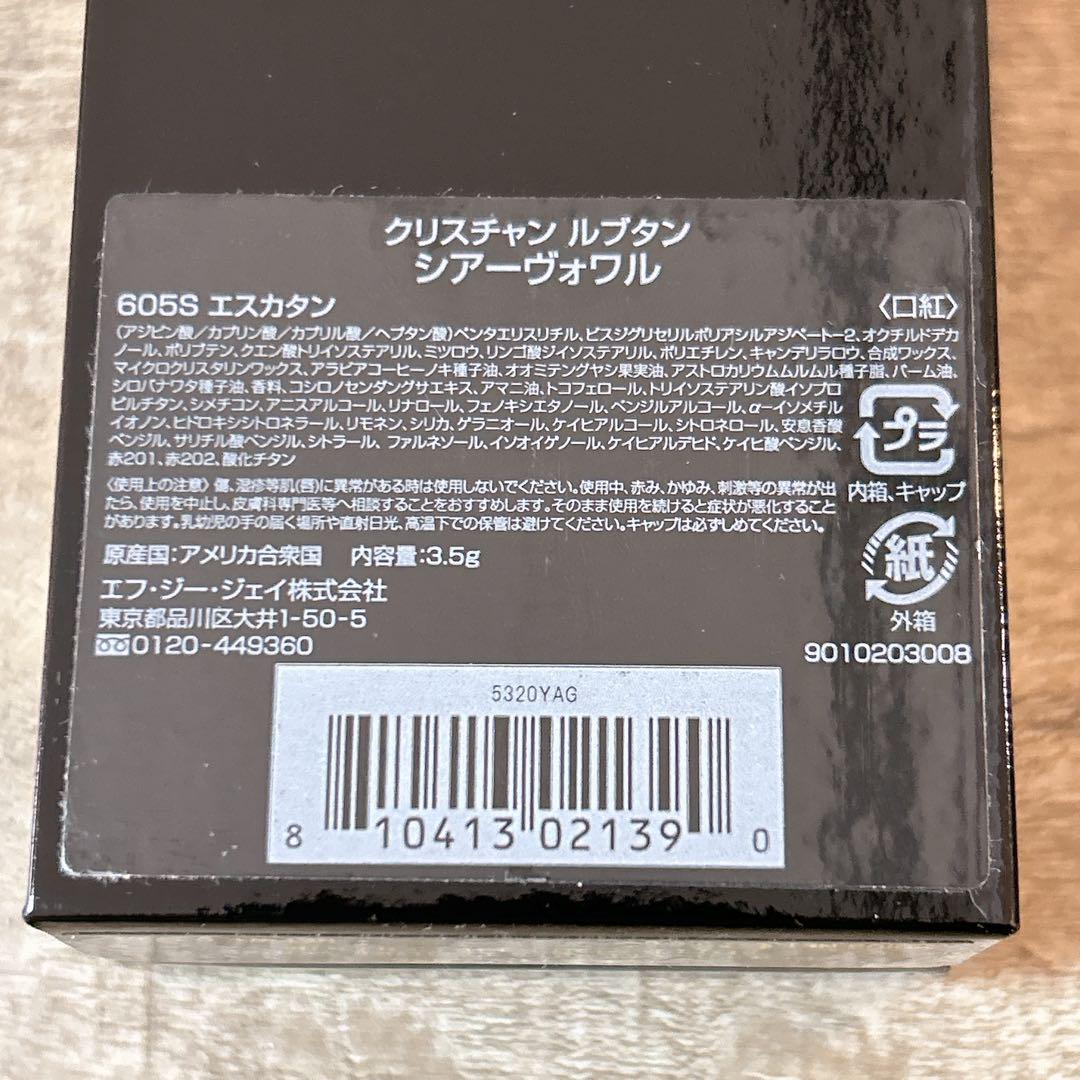 クリスチャン ルブタン
シアーヴォワル
605S エスカタン
〈口紅〉
(アジピン酸/カプリン酸/カプリル酸/ヘプタン酸)ペンタエリスリチル、ビスジグリセリルポリアシルアジペート-2、オクチルドデカ
ノール、ポリブテン、クエン酸トリイソステアリル、ミツロウ、リンゴ酸ジイソステアリル、ポリエチレン、キャンデリラロウ、合成ワックス、
マイクロクリスタリンワックス、アラビアコーヒーノキ種子油、オオミテングヤシ果実油、アストロカリウムムルムル種子脂、パーム油、
シロバナワタ種子油、香料、コシロノセンダングサエキス、アマニ油、トコフェロール、トリイソステアリン酸イソプロ
ピルチタン、シメチコン、アニスアルコール、リナロール、フェノキシエタノール、ベンジルアルコール、α-イソメチル
イオノン、ヒドロキシシトロネラール、リモネン、シリカ、ゲラニオール、ケイヒアルコール、シトロネロール、安息香酸
ベンジル、サリチル酸ベンジル、シトラール、ファルネソール、イソオイゲノール、ケイヒアルデヒド、ケイヒ酸ベンジル、
赤201、赤202、酸化チタン
プラ
〈使用上の注意〉傷、湿疹等肌(唇)に異常がある時は使用しないでください。使用中、赤み、かゆみ、刺激等の異常が出
たら、使用を中止し、皮膚科専門医等へ相談することをおすすめします。そのまま使用を続けると症状が悪化すること
があります。乳幼児の手の届く場所や直射日光、高温下での保管は避けてください。キャップは必ずしめてください。
内箱、キャップ
原産国:アメリカ合衆国 内容量:3.5g
エフ・ジー・ジェイ株式会社
東京都品川区大井1-50-5
0120-449360
紙
外箱
9010203008
5320YAG
8 10413 02139 0